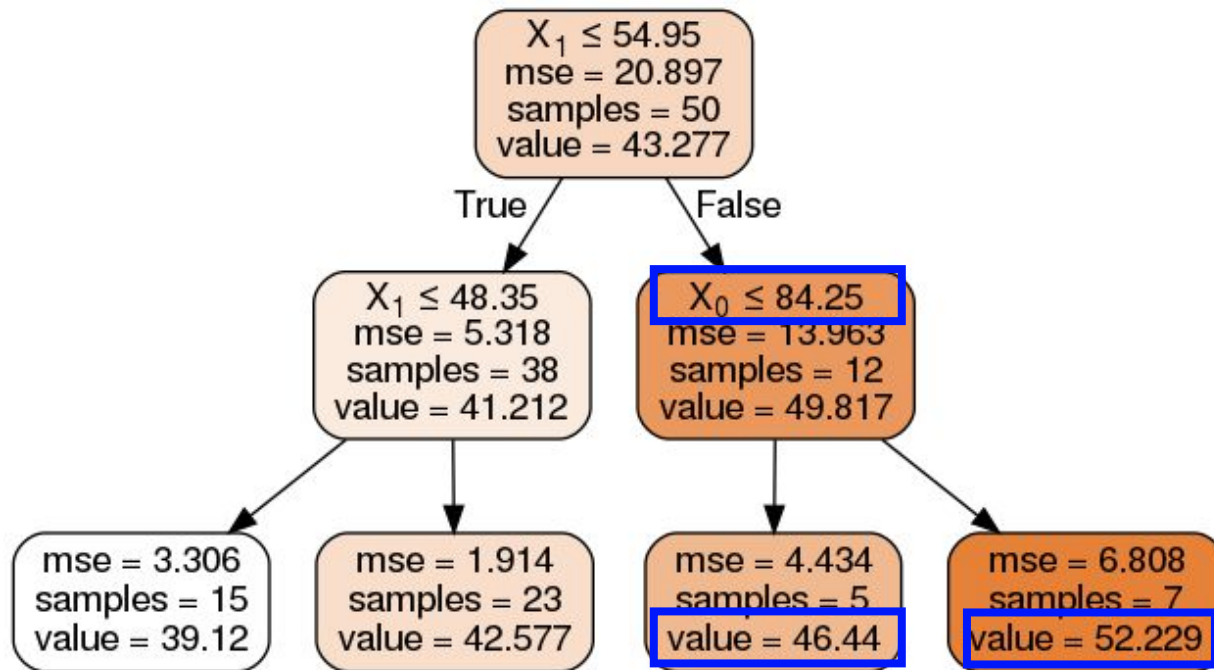 X₁ ≤ 54.95
mse = 20.897
samples = 50
value = 43.277
True
False
X₁ ≤ 48.35
mse = 5.318
samples = 38
value = 41.212
X₀ ≤ 84.25
mse = 13.963
samples = 12
value = 49.817
mse = 3.306
samples = 15
value = 39.12
mse = 1.914
samples = 23
value = 42.577
mse = 4.434
samples = 5
value = 46.44
mse = 6.808
samples = 7
value = 52.229